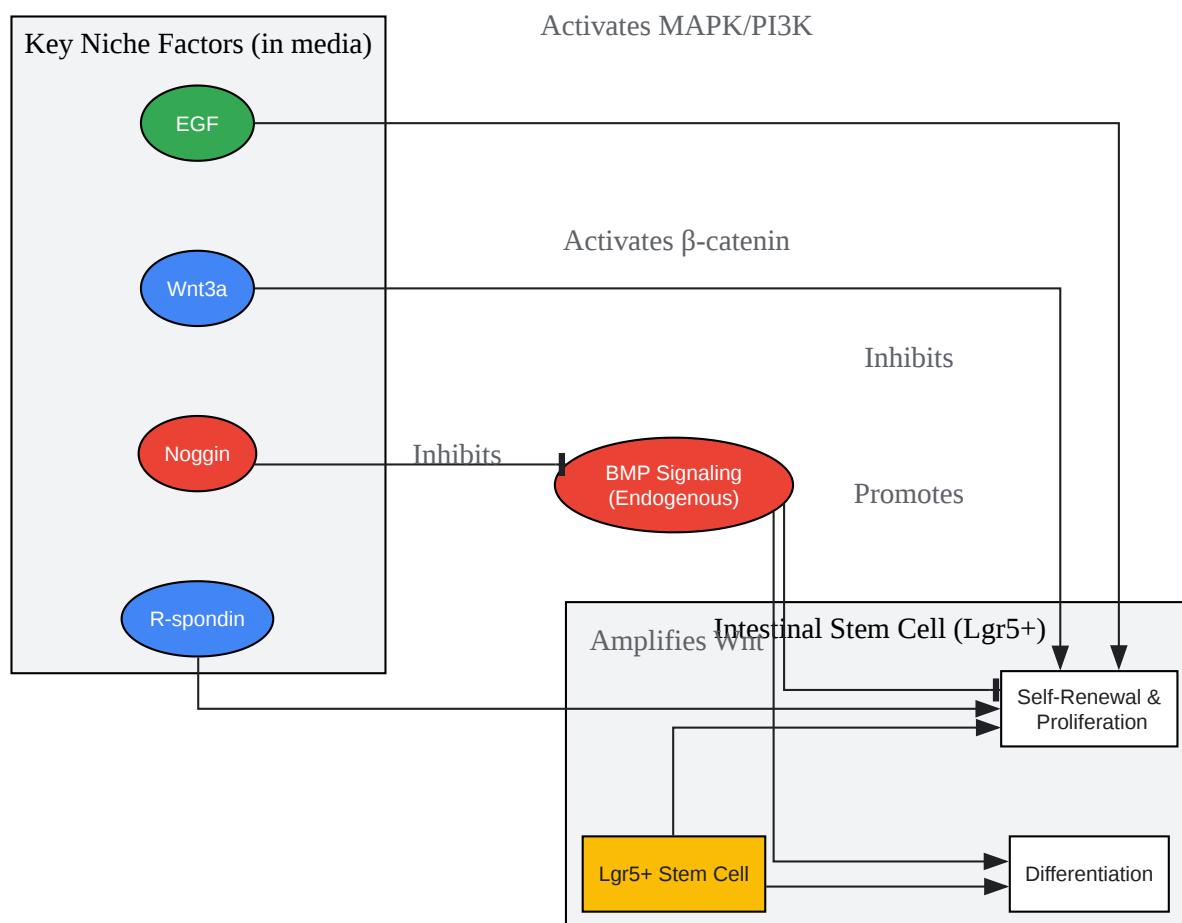 Activates MAPK/PI3K
Key Niche Factors (in media)
EGF
Activates β-catenin
Wnt3a
Inhibits
Noggin
Inhibits
BMP Signaling
(Endogenous)
Promotes
R-spondin
Intestinal Stem Cell (Lgr5+)
Amplifies Wnt
Self-Renewal &
Proliferation
Lgr5+ Stem Cell
Differentiation